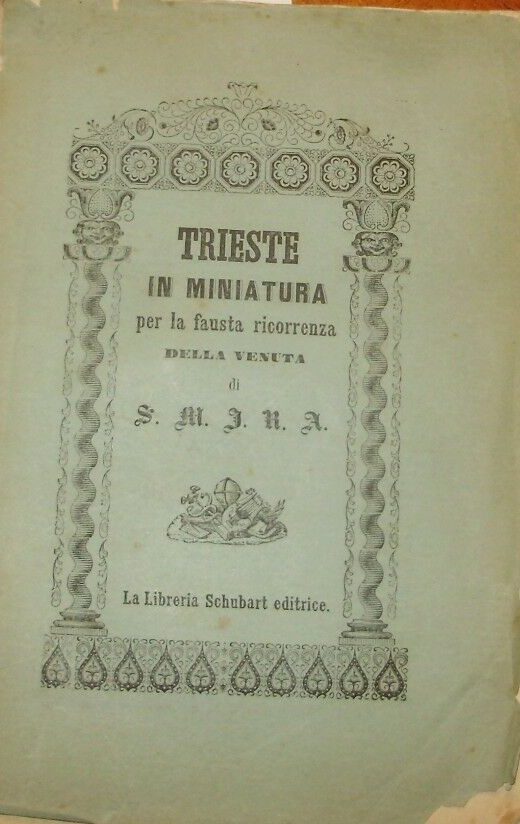 TRIESTE
IN MINIATURA
per la fausta ricorrenza
DELLA VENUTA
di
S. M. I. R. A.
La Libreria Schubart editrice.